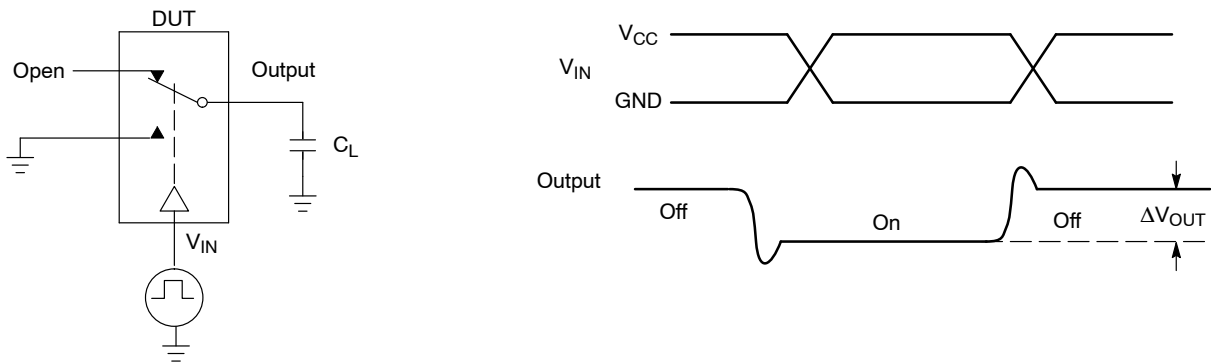 DUT
Open
Output
C_L
V_IN
V_CC
V_IN
GND
Output
Off
On
Off
ΔV_OUT